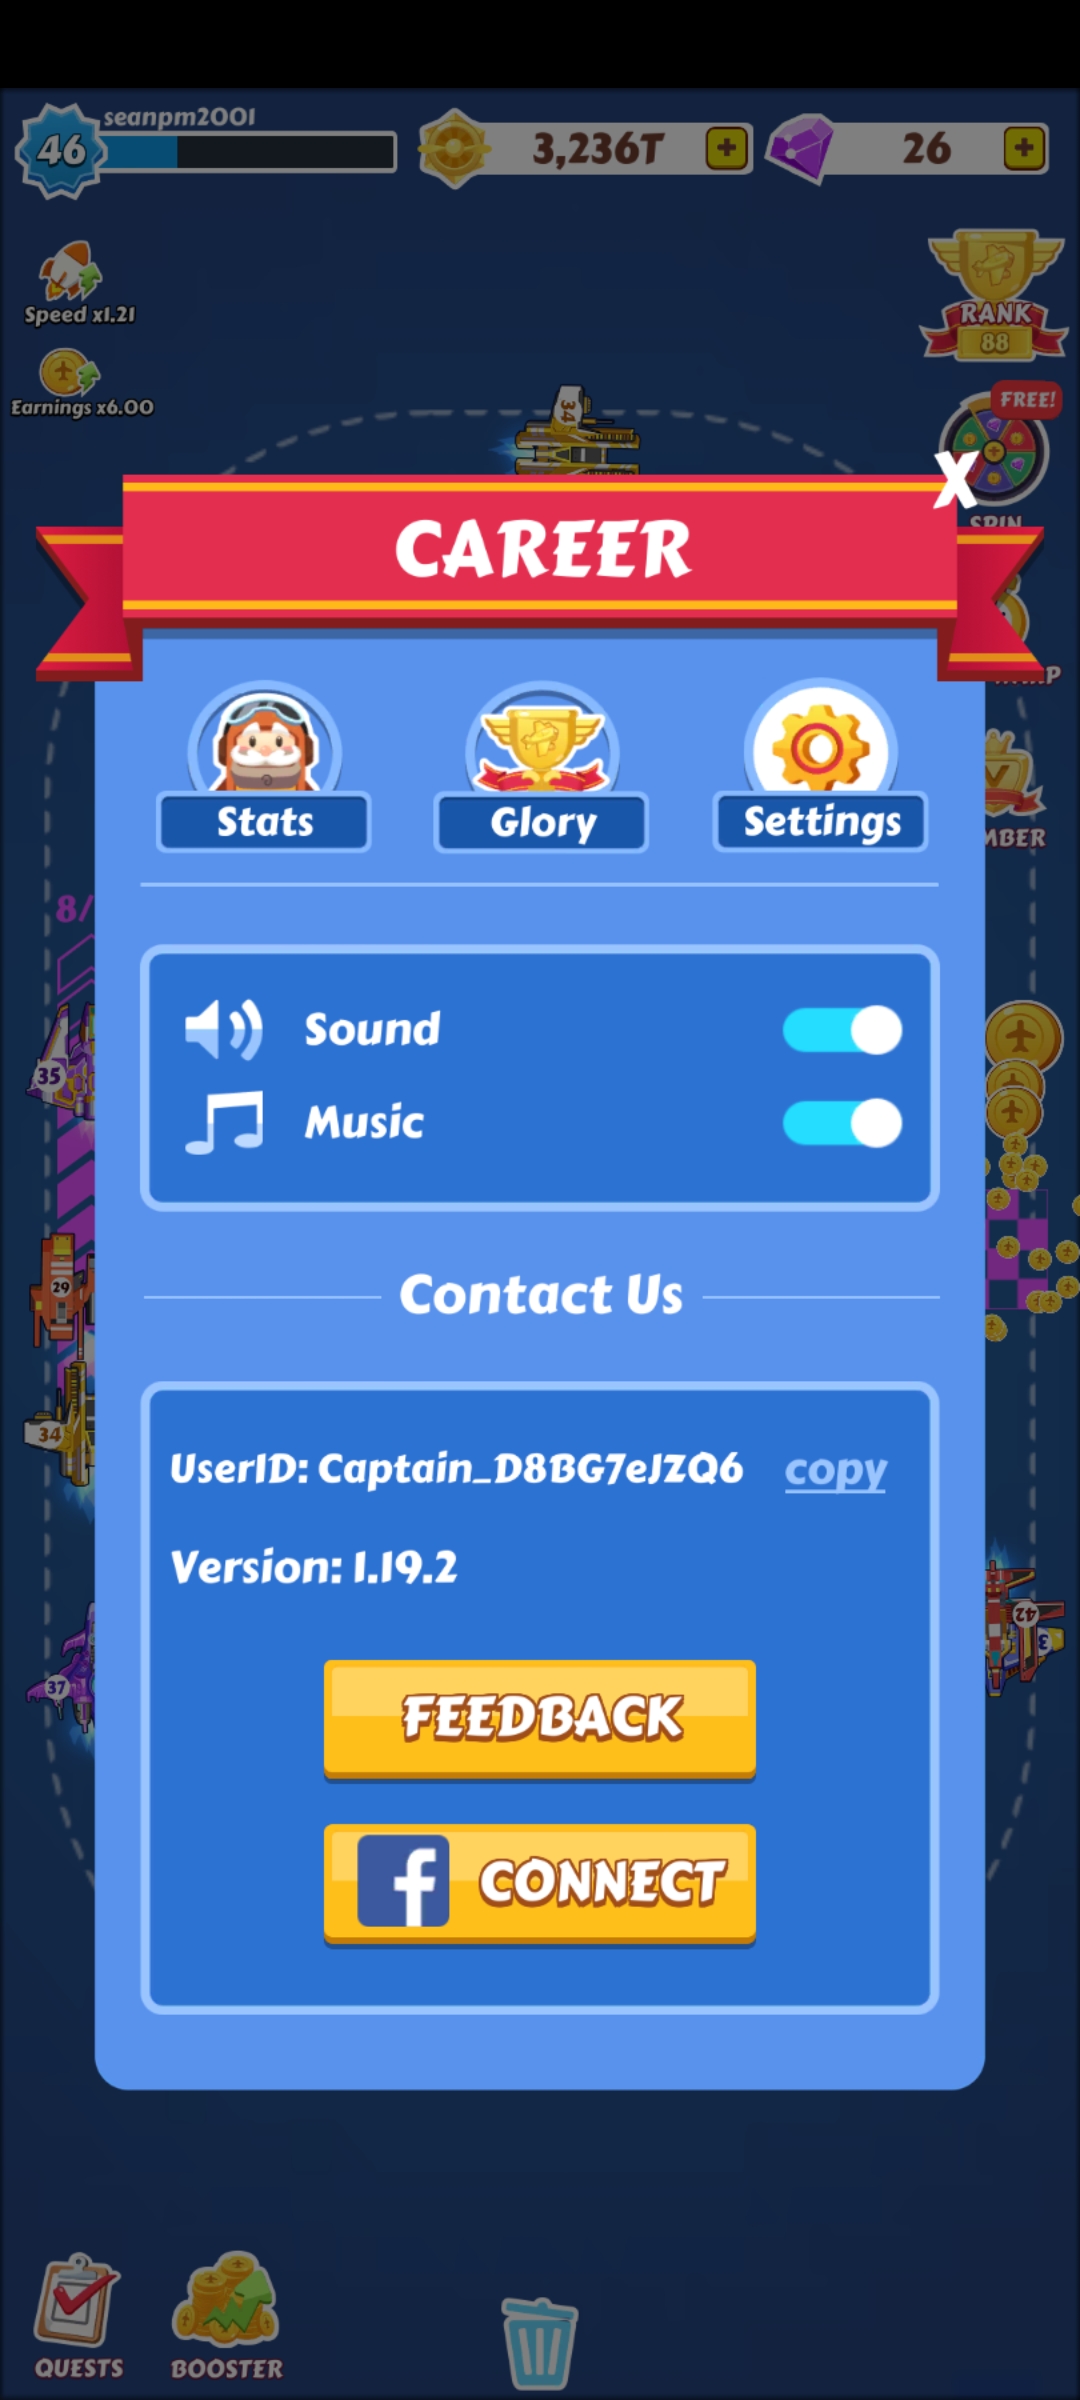 seanpm2001
46
3,236T
26
Speed x1.21
RANK
88
Earnings x6.00
FREE!
34
X
CAREER
SPIN
Stats
Glory
Settings
8/
Sound
35
Music
29
Contact Us
34
UserID: Captain_D8BG7eJZQ6 copy
Version: 1.19.2
42
37
FEEDBACK
f CONNECT
QUESTS
BOOSTER